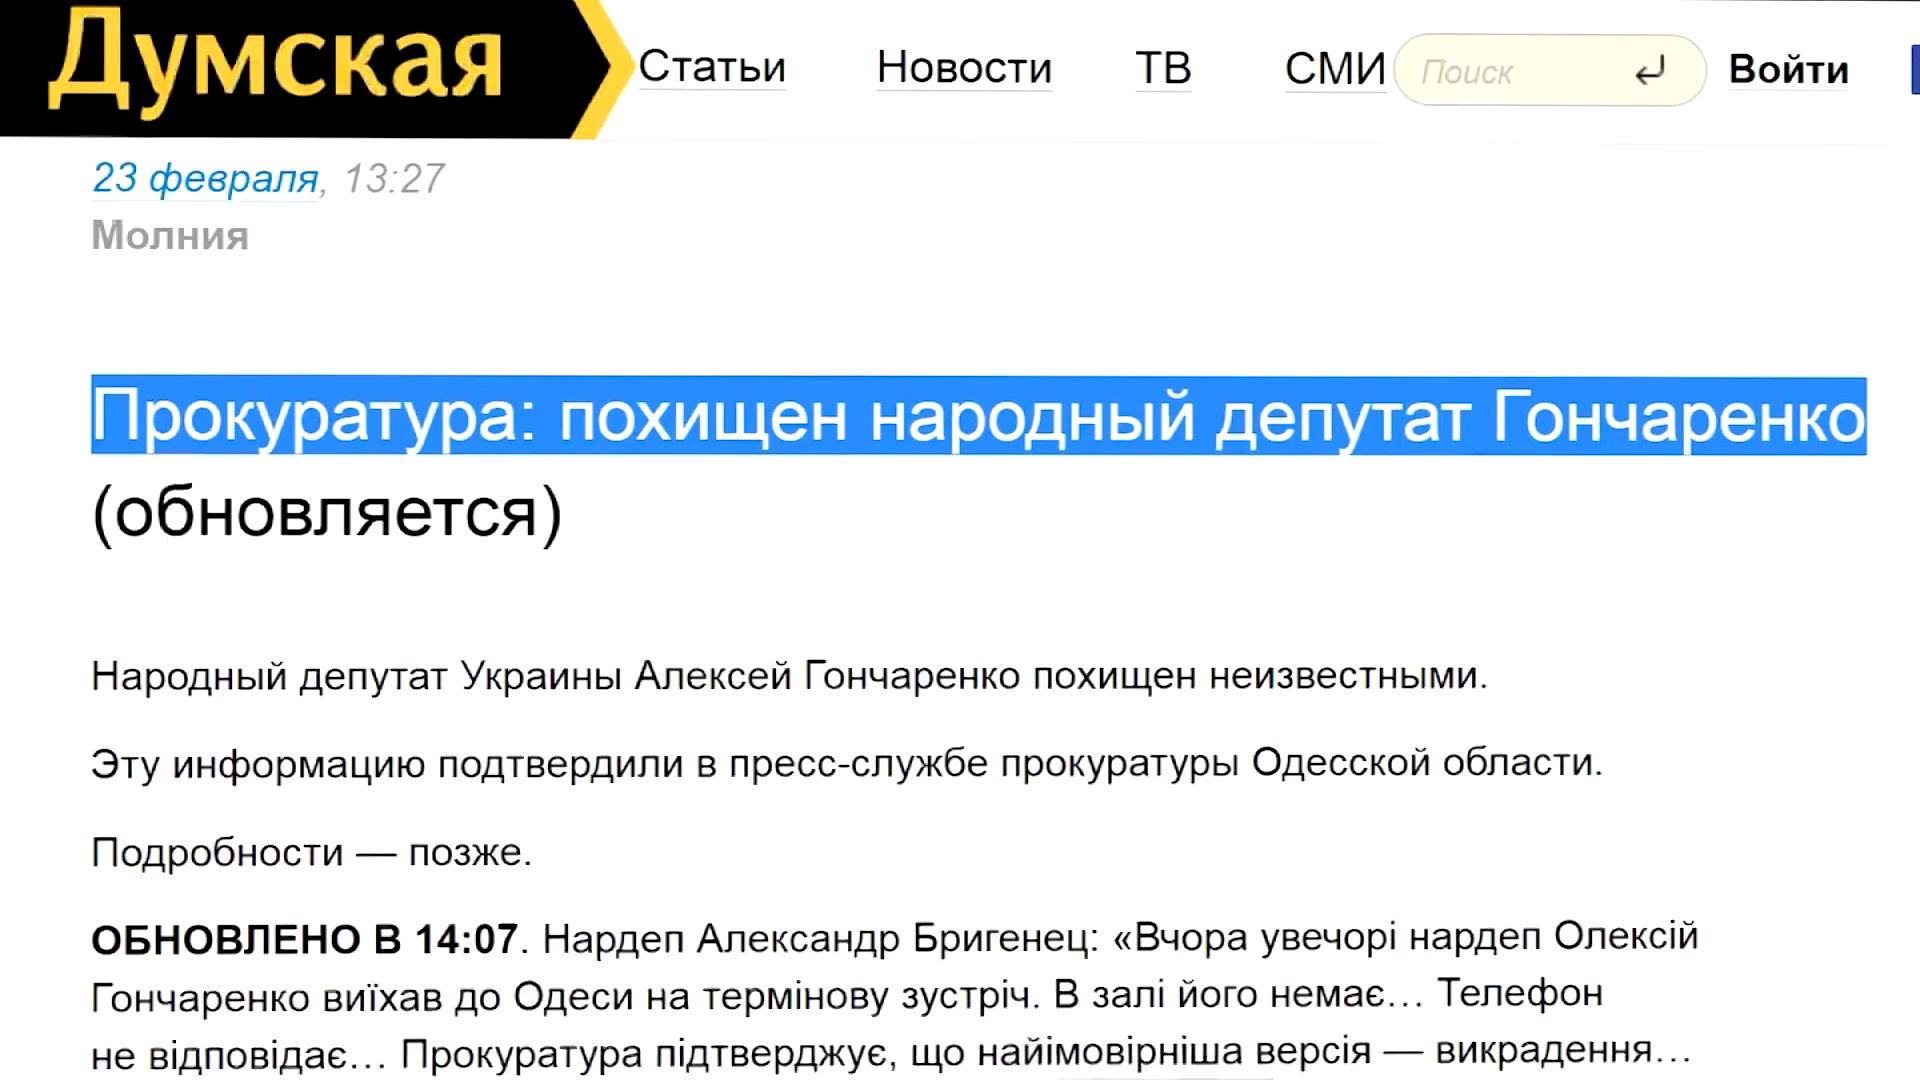 Думская
Статьи Новости ТВ СМИ Поиск Войти
23 февраля, 13:27
Молния
Прокуратура: похищен народный депутат Гончаренко
(обновляется)
Народный депутат Украины Алексей Гончаренко похищен неизвестными.
Эту информацию подтвердили в пресс-службе прокуратуры Одесской области.
Подробности — позже.
ОБНОВЛЕНО В 14:07. Нардеп Александр Бригенец: «Вчора увечорі нардеп Олексій
Гончаренко виїхав до Одеси на термінову зустріч. В залі його немає… Телефон
не відповідає… Прокуратура підтверджує, що найімовірніша версія — викрадення…